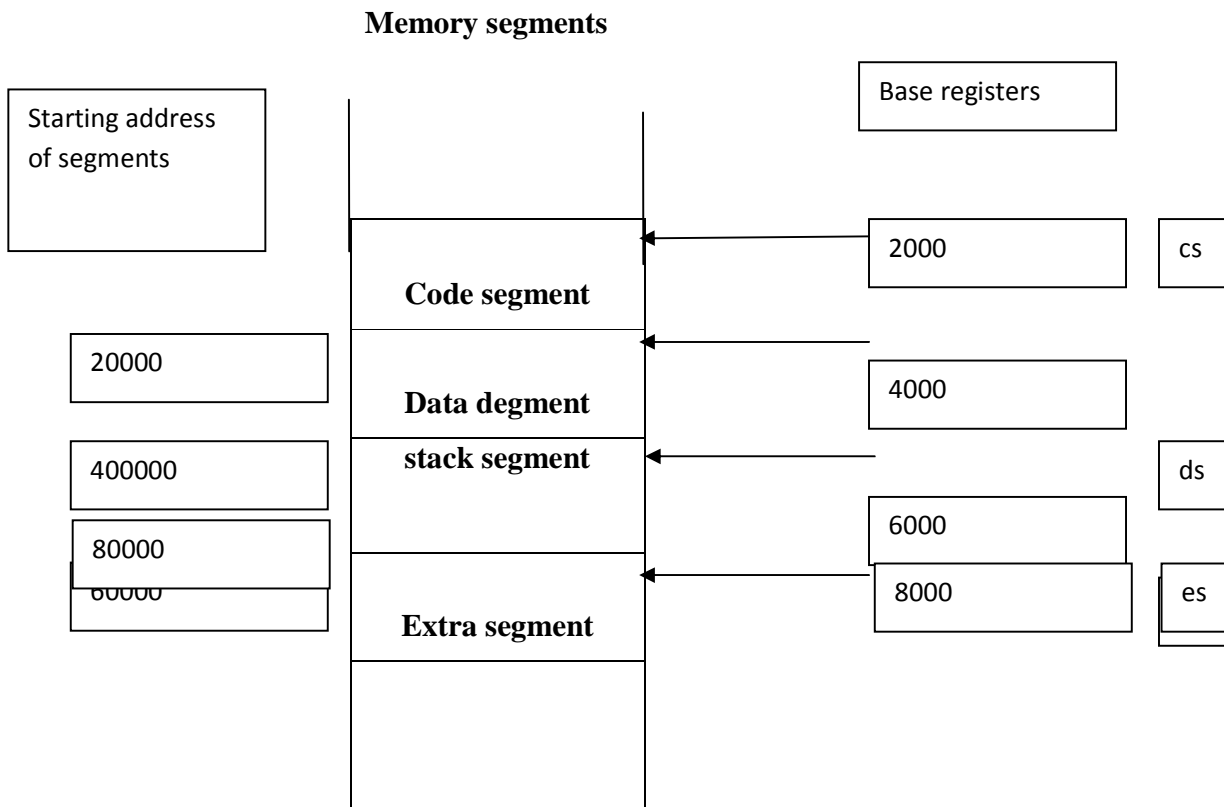 Memory segments
Starting address
of segments
Base registers
2000
cs
Code segment
20000
4000
Data degment
stack segment
400000
ds
6000
80000
60000
8000
es
Extra segment